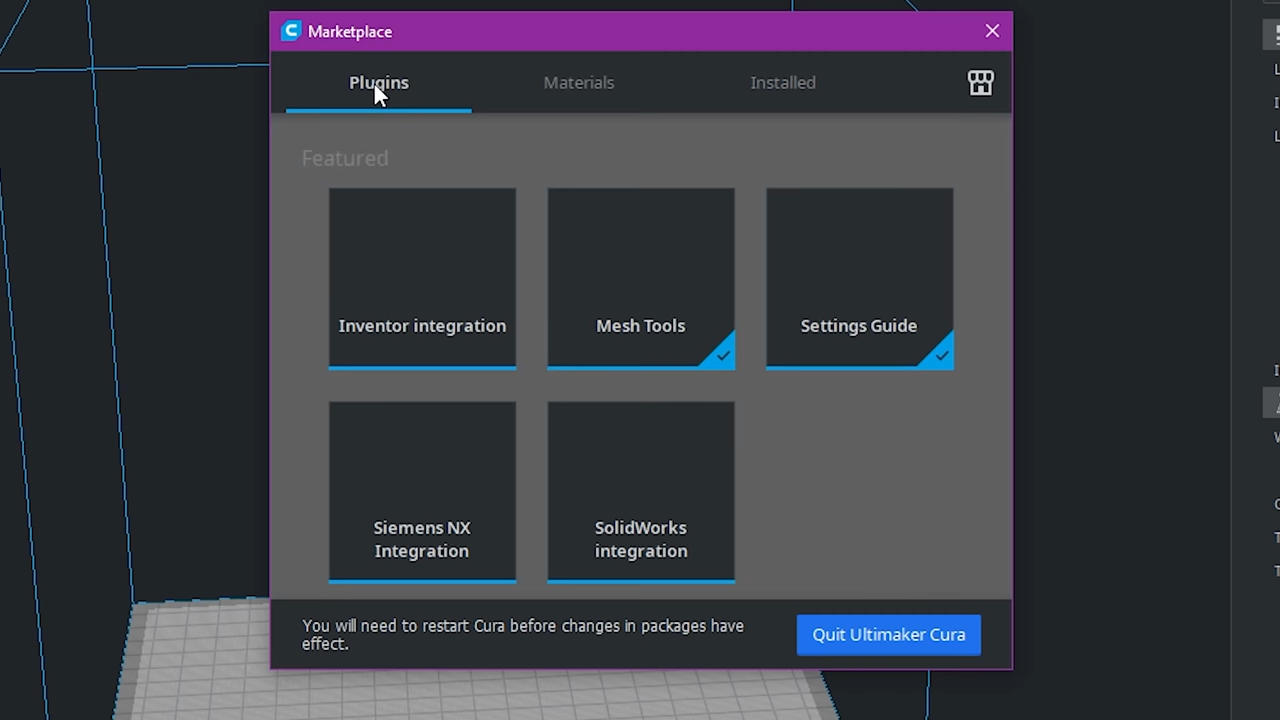 Marketplace
Plugins
Materials
Installed
Featured
Inventor integration
Mesh Tools
Settings Guide
Siemens NX
Integration
SolidWorks
integration
You will need to restart Cura before changes in packages have
effect.
Quit Ultimaker Cura